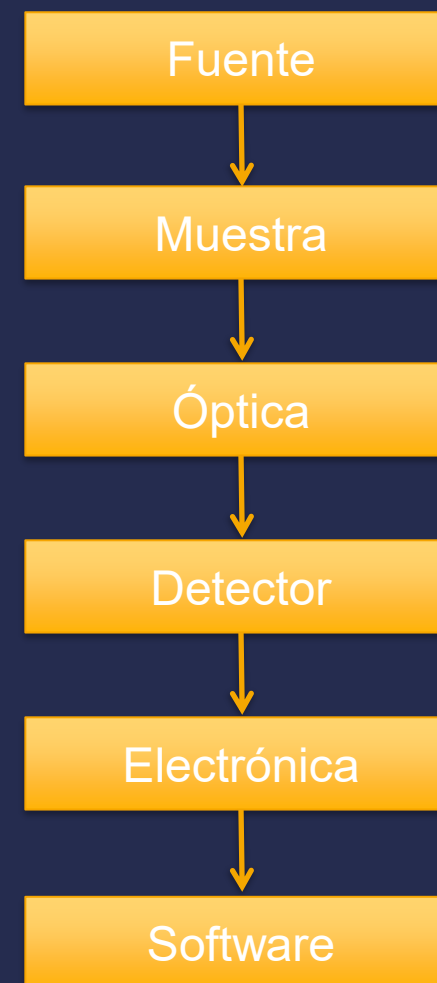 Fuente
Muestra
Óptica
Detector
Electrónica
Software